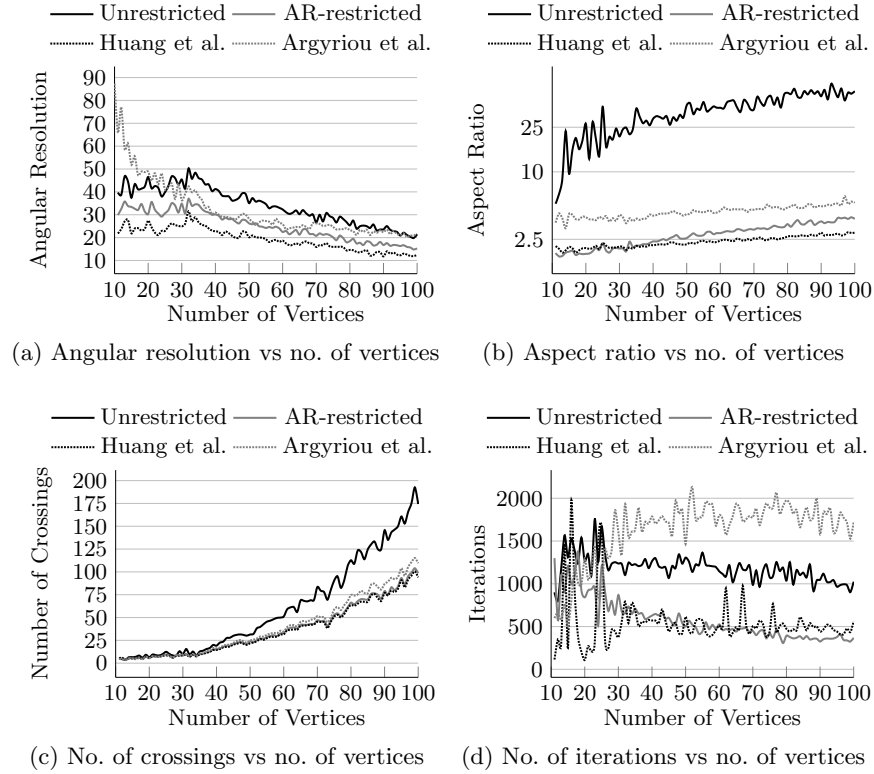 Unrestricted AR-restricted
Huang et al. Argyriou et al.
Angular Resolution
90
80
70
60
50
40
30
20
10
10 20 30 40 50 60 70 80 90 100
Number of Vertices
(a) Angular resolution vs no. of vertices
Unrestricted AR-restricted
Huang et al. Argyriou et al.
Aspect Ratio
25
10
2.5
10 20 30 40 50 60 70 80 90 100
Number of Vertices
(b) Aspect ratio vs no. of vertices
Unrestricted AR-restricted
Huang et al. Argyriou et al.
Number of Crossings
200
175
150
125
100
75
50
25
0
10 20 30 40 50 60 70 80 90 100
Number of Vertices
(c) No. of crossings vs no. of vertices
Unrestricted AR-restricted
Huang et al. Argyriou et al.
Iterations
2000
1500
1000
500
0
10 20 30 40 50 60 70 80 90 100
Number of Vertices
(d) No. of iterations vs no. of vertices